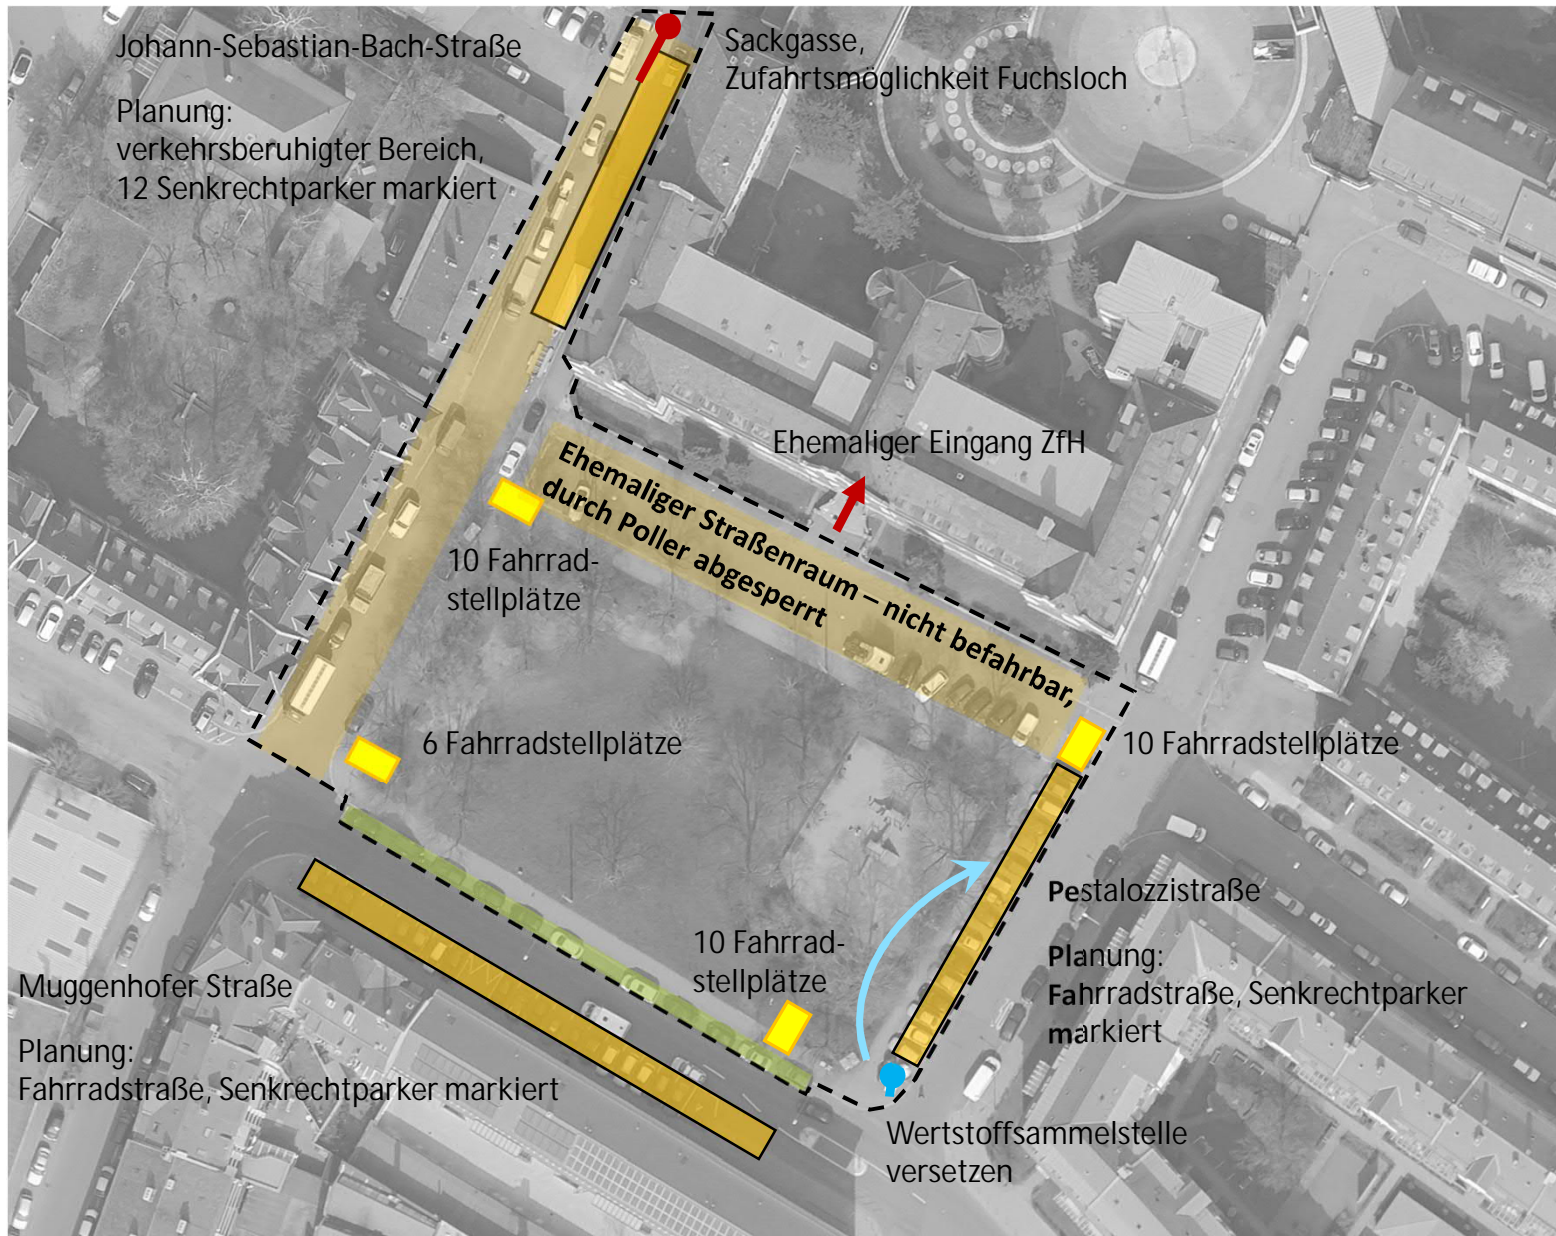 Johann-Sebastian-Bach-Straße
Planung:
verkehrsberuhigter Bereich,
12 Senkrechtparker markiert
Sackgasse,
Zufahrtsmöglichkeit Fuchsloch
Ehemaliger Eingang ZfH
Ehemaliger Straßenraum – nicht befahrbar,
durch Poller abgesperrt
10 Fahrrad-
stellplätze
6 Fahrradstellplätze
10 Fahrradstellplätze
Pestalozzistraße
Planung:
Fahrradstraße, Senkrechtparker
markiert
10 Fahrrad-
stellplätze
Muggenhofer Straße
Planung:
Fahrradstraße, Senkrechtparker markiert
Wertstoffsammelstelle
versetzen